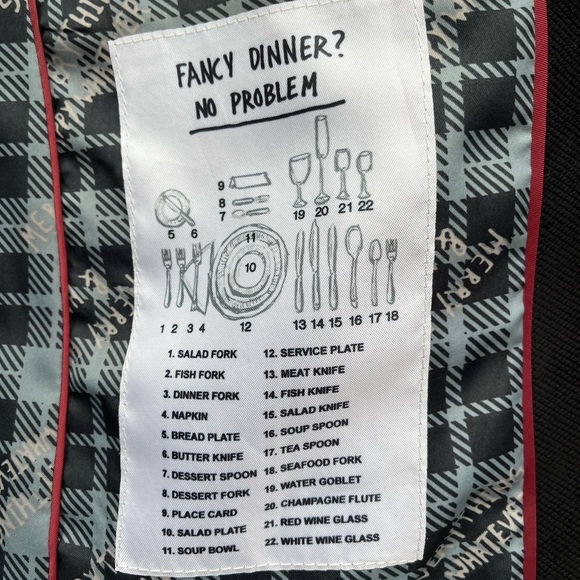 FANCY DINNER?
NO PROBLEM
9
8
7
19 20 21 22
5 6
11
10
1 2 3 4 12 13 14 15 16 17 18
1. SALAD FORK
2. FISH FORK
3. DINNER FORK
4. NAPKIN
5. BREAD PLATE
6. BUTTER KNIFE
7. DESSERT SPOON
8. DESSERT FORK
9. PLACE CARD
10. SALAD PLATE
11. SOUP BOWL
12. SERVICE PLATE
13. MEAT KNIFE
14. FISH KNIFE
15. SALAD KNIFE
16. SOUP SPOON
17. TEA SPOON
18. SEAFOOD FORK
19. WATER GOBLET
20. CHAMPAGNE FLUTE
21. RED WINE GLASS
22. WHITE WINE GLASS
MERRY
&
MERRY
&
WHATEVER